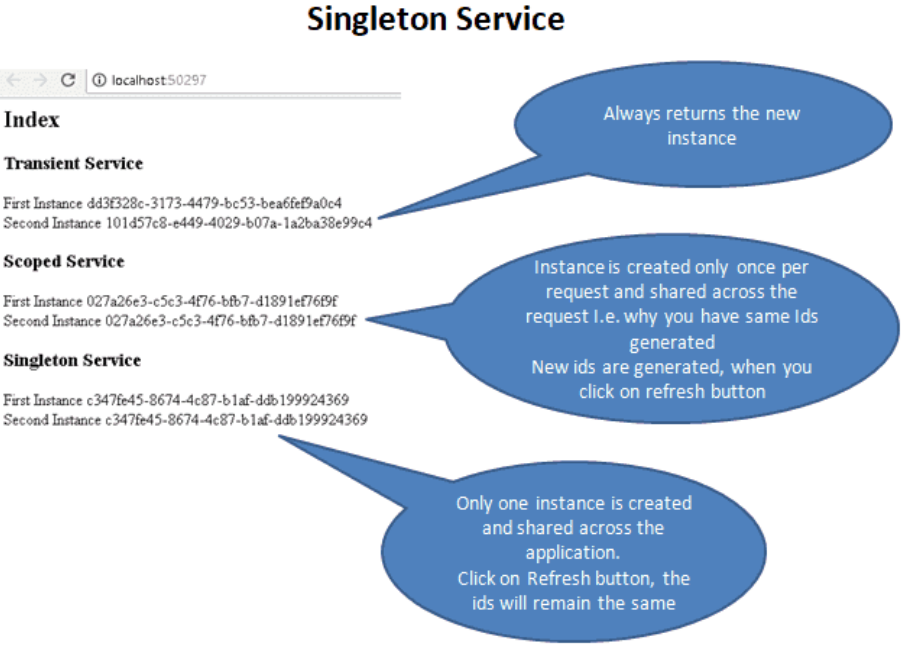 Singleton Service
localhost:50297
Index
Transient Service
First Instance dd3f328c-3173-4479-bc53-bea6fef9a0c4
Second Instance 101d57c8-e449-4029-b07a-1a2ba38e99c4
Always returns the new
instance
Scoped Service
First Instance 027a26e3-c5c3-4f76-bfb7-d1891ef76f9f
Second Instance 027a26e3-c5c3-4f76-bfb7-d1891ef76f9f
Instance is created only once per
request and shared across the
request I.e. why you have same Ids
generated
New ids are generated, when you
click on refresh button
Singleton Service
First Instance c347fe45-8674-4c87-b1af-ddb199924369
Second Instance c347fe45-8674-4c87-b1af-ddb199924369
Only one instance is created
and shared across the
application.
Click on Refresh button, the
ids will remain the same